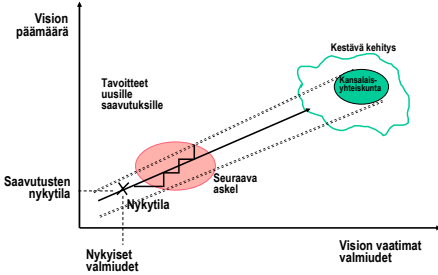 Vision
päämäärä
Kestävä kehitys
Kansalais-
yhteiskunta
Tavoitteet
uusille
saavutuksille
Seuraava
askel
Saavutusten
nykytila
Nykytila
Nykyiset
valmiudet
Vision vaatimat
valmiudet